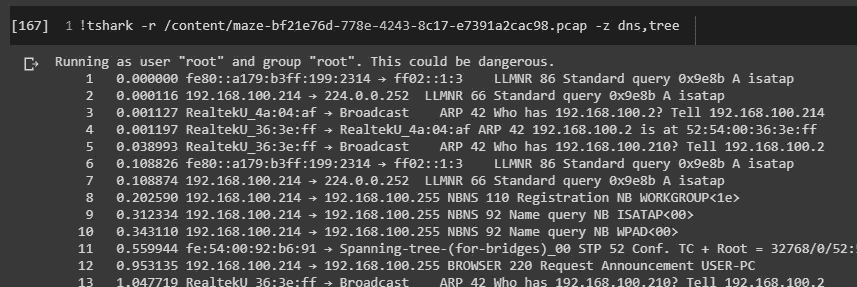 [167] 1 !tshark -r /content/maze-bf21e76d-778e-4243-8c17-e7391a2cac98.pcap -z dns,tree
Running as user "root" and group "root". This could be dangerous.
1 0.000000 fe80::a179:b3ff:199:2314 → ff02::1:3 LLMNR 86 Standard query 0x9e8b A isatap
2 0.000116 192.168.100.214 → 224.0.0.252 LLMNR 66 Standard query 0x9e8b A isatap
3 0.001127 RealtekU_4a:04:af → Broadcast ARP 42 Who has 192.168.100.2? Tell 192.168.100.214
4 0.001197 RealtekU_36:3e:ff → RealtekU_4a:04:af ARP 42 192.168.100.2 is at 52:54:00:36:3e:ff
5 0.038993 RealtekU_36:3e:ff → Broadcast ARP 42 Who has 192.168.100.210? Tell 192.168.100.2
6 0.108826 fe80::a179:b3ff:199:2314 → ff02::1:3 LLMNR 86 Standard query 0x9e8b A isatap
7 0.108874 192.168.100.214 → 224.0.0.252 LLMNR 66 Standard query 0x9e8b A isatap
8 0.202590 192.168.100.214 → 192.168.100.255 NBNS 110 Registration NB WORKGROUP<1e>
9 0.312334 192.168.100.214 → 192.168.100.255 NBNS 92 Name query NB ISATAP<00>
10 0.343110 192.168.100.214 → 192.168.100.255 NBNS 92 Name query NB WPAD<00>
11 0.559944 fe:54:00:92:b6:91 → Spanning-tree-(for-bridges)_00 STP 52 Conf. TC + Root = 32768/0/52:
12 0.953135 192.168.100.214 → 192.168.100.255 BROWSER 220 Request Announcement USER-PC
13 1.047719 RealtekU_36:3e:ff → Broadcast ARP 42 Who has 192.168.100.210? Tell 192.168.100.2